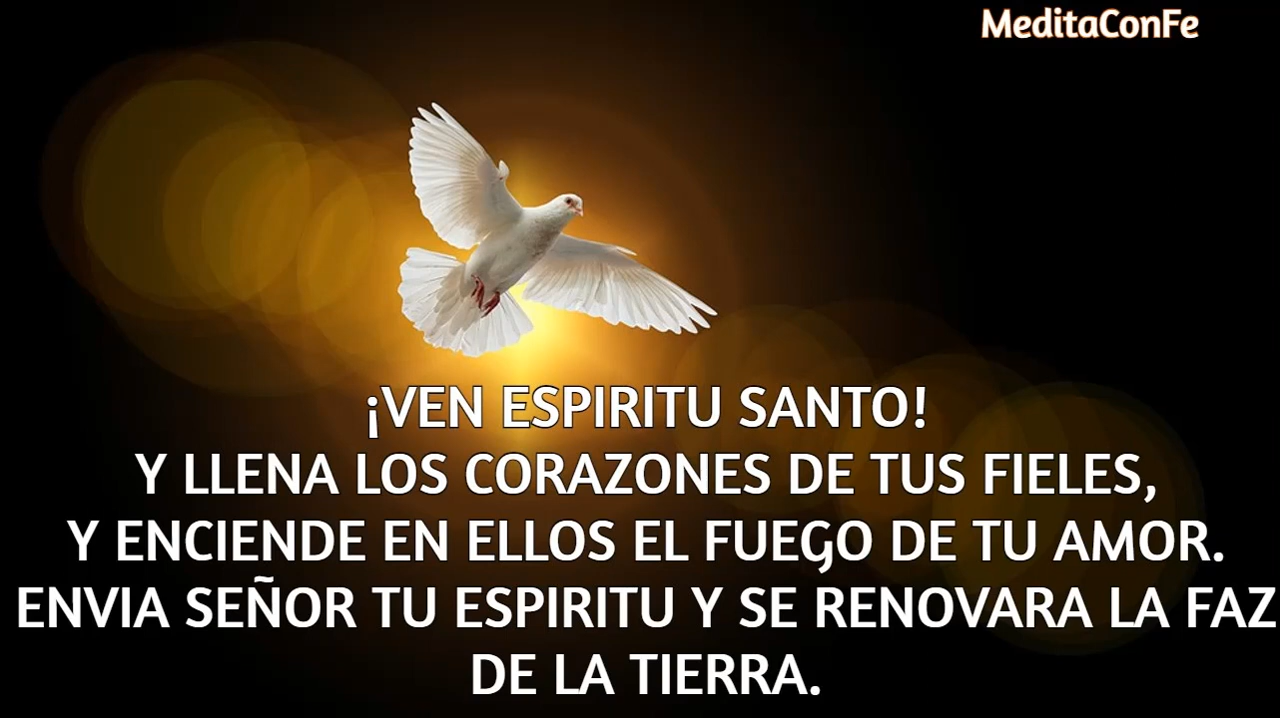 MeditaConFe
¡VEN ESPIRITU SANTO!
Y LLENA LOS CORAZONES DE TUS FIELES,
Y ENCIENDE EN ELLOS EL FUEGO DE TU AMOR.
ENVIA SEÑOR TU ESPIRITU Y SE RENOVARA LA FAZ
DE LA TIERRA.